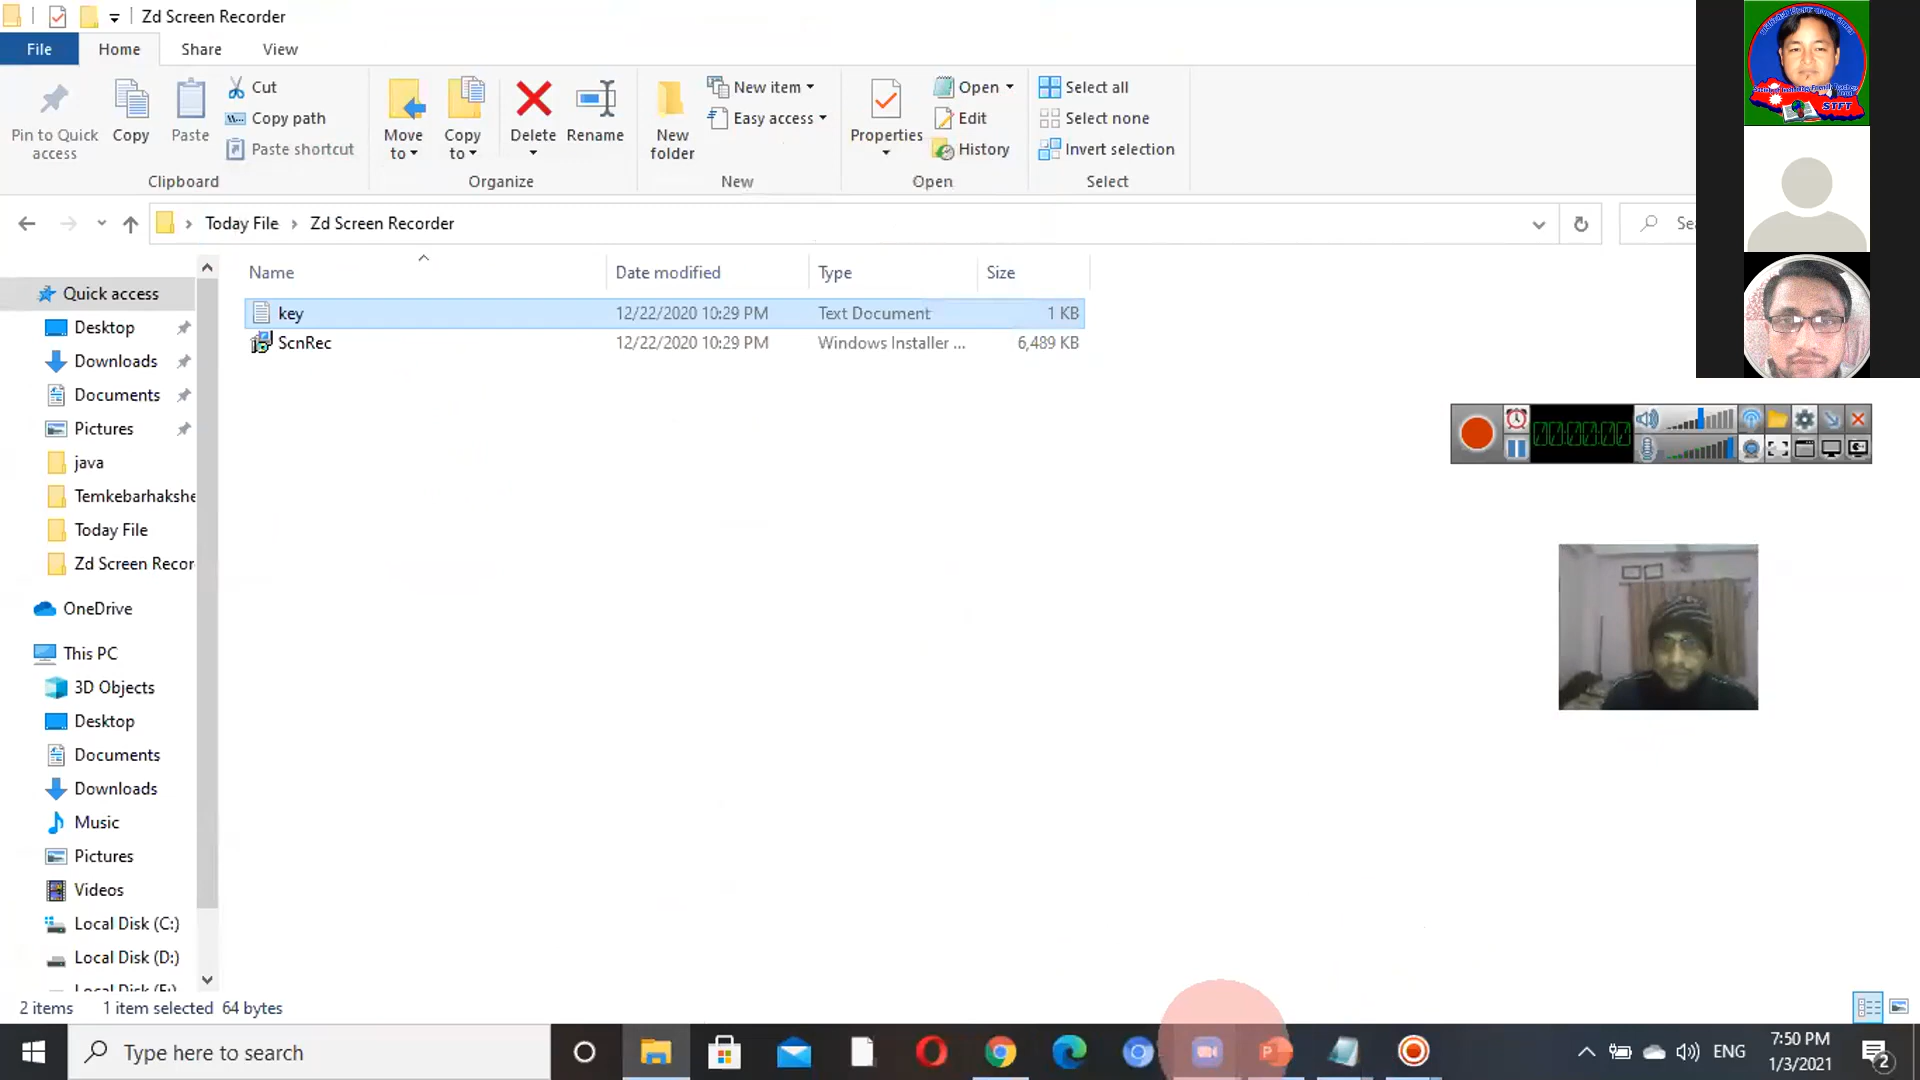 Zd Screen Recorder
File
Home
Share
View
Pin to Quick
access
Copy
Paste
Cut
Copy path
Paste shortcut
Clipboard
Move
to
Copy
to
Delete
Rename
Organize
New
folder
New item
Easy access
New
Properties
Open
Edit
History
Open
Select all
Select none
Invert selection
Select
Today File
Zd Screen Recorder
Name
Date modified
Type
Size
key
12/22/2020 10:29 PM
Text Document
1 KB
ScnRec
12/22/2020 10:29 PM
Windows Installer ...
6,489 KB
Quick access
Desktop
Downloads
Documents
Pictures
java
Temkebarhakshe
Today File
Zd Screen Recor
OneDrive
This PC
3D Objects
Desktop
Documents
Downloads
Music
Pictures
Videos
Local Disk (C:)
Local Disk (D:)
STFT
00:00:00
2 items
1 item selected
64 bytes
Type here to search
ENG
7:50 PM
1/3/2021
2